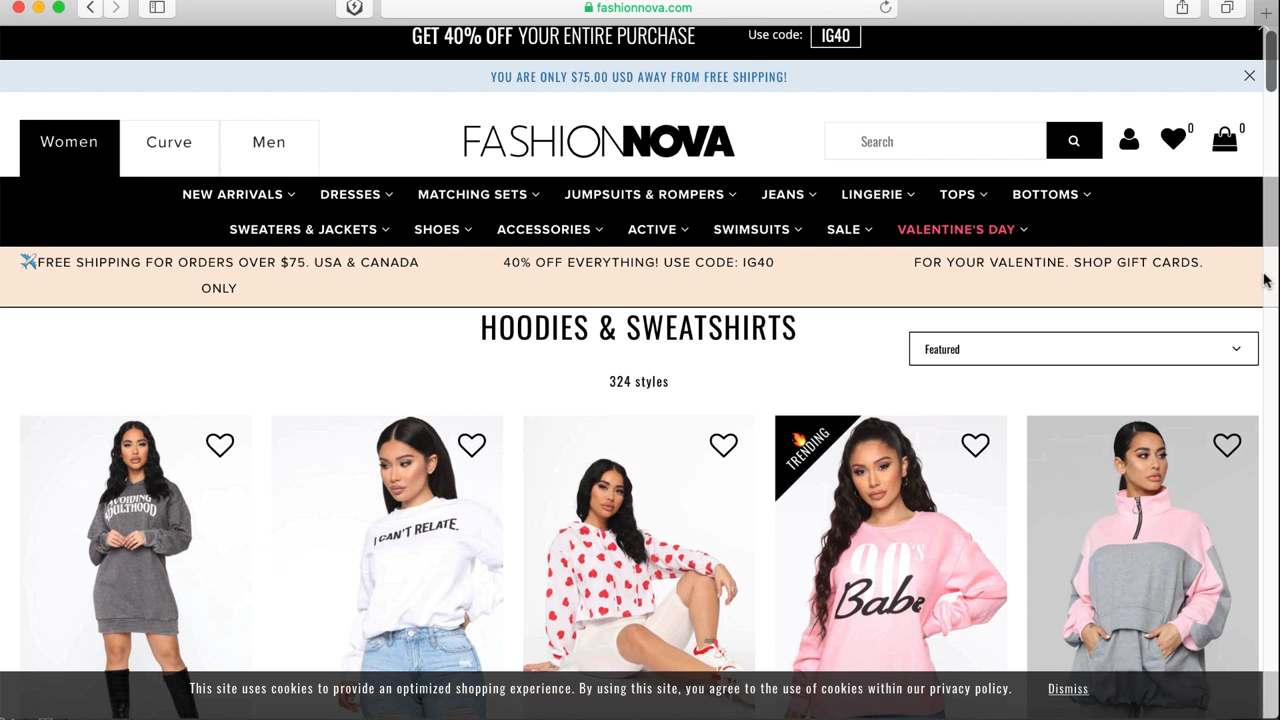 fashionnova.com
GET 40% OFF YOUR ENTIRE PURCHASE Use code: IG40
YOU ARE ONLY $75.00 USD AWAY FROM FREE SHIPPING!
Women Curve Men FASHIONNOVA Search 0 0
NEW ARRIVALS DRESSES MATCHING SETS JUMPSUITS & ROMPERS JEANS LINGERIE TOPS BOTTOMS
SWEATERS & JACKETS SHOES ACCESSORIES ACTIVE SWIMSUITS SALE VALENTINE'S DAY
✈️FREE SHIPPING FOR ORDERS OVER $75. USA & CANADA
ONLY
40% OFF EVERYTHING! USE CODE: IG40
FOR YOUR VALENTINE. SHOP GIFT CARDS.
HOODIES & SWEATSHIRTS
Featured
324 styles
AVOIDING
ADULTHOOD
I CAN'T RELATE.
🔥 TRENDING
90'S
Babe
This site uses cookies to provide an optimized shopping experience. By using this site, you agree to the use of cookies within our privacy policy. Dismiss